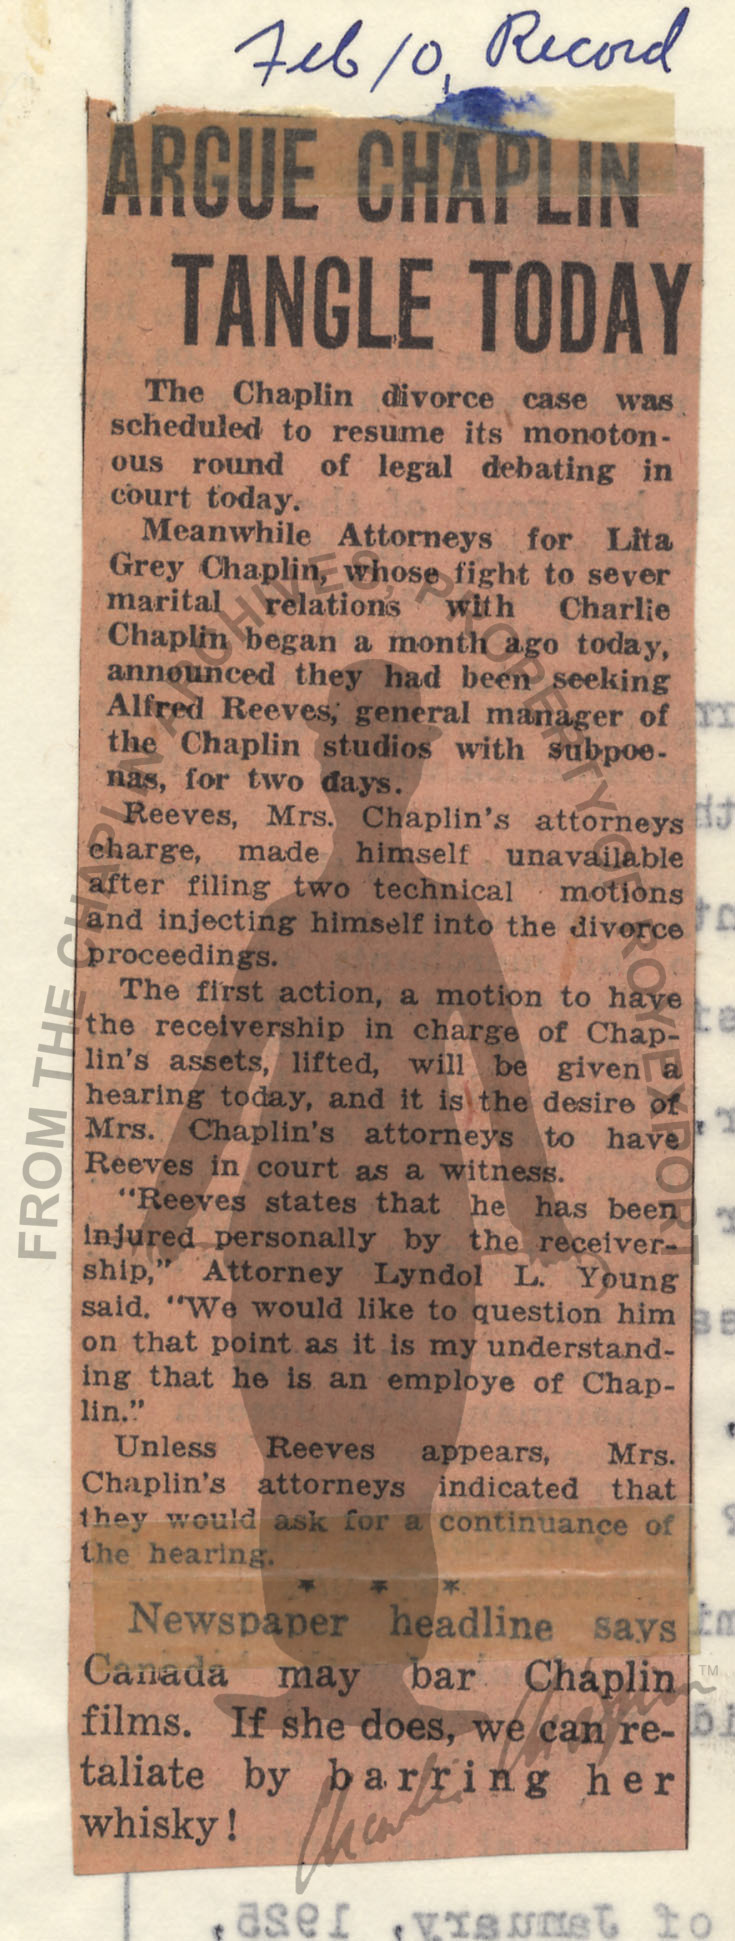 Feb 10, Record
ARGUE CHAPLIN
TANGLE TODAY
The Chaplin divorce case was
scheduled to resume its monoton-
ous round of legal debating in
court today.
Meanwhile Attorneys for Lita
Grey Chaplin, whose fight to sever
marital relations with Charlie
Chaplin began a month ago today,
announced they had been seeking
Alfred Reeves, general manager of
the Chaplin studios with subpoe-
nas, for two days.
Reeves, Mrs. Chaplin's attorneys
charge, made himself unavailable
after filing two technical motions
and injecting himself into the divorce
proceedings.
The first action, a motion to have
the receivership in charge of Chap-
lin's assets, lifted, will be given a
hearing today, and it is the desire of
Mrs. Chaplin's attorneys to have
Reeves in court as a witness.
"Reeves states that he has been
injured personally by the receiver-
ship," Attorney Lyndol L. Young
said. "We would like to question him
on that point as it is my understand-
ing that he is an employe of Chap-
lin."
Unless Reeves appears, Mrs.
Chaplin's attorneys indicated that
they would ask for a continuance of
the hearing.
* * *
Newspaper headline says
Canada may bar Chaplin
films. If she does, we can re-
taliate by barring her
whisky!
FROM THE CHAPLIN ARCHIVES, PROPERTY OF ROY EXPORT
Charlie Chaplin TM
of January, 1925,